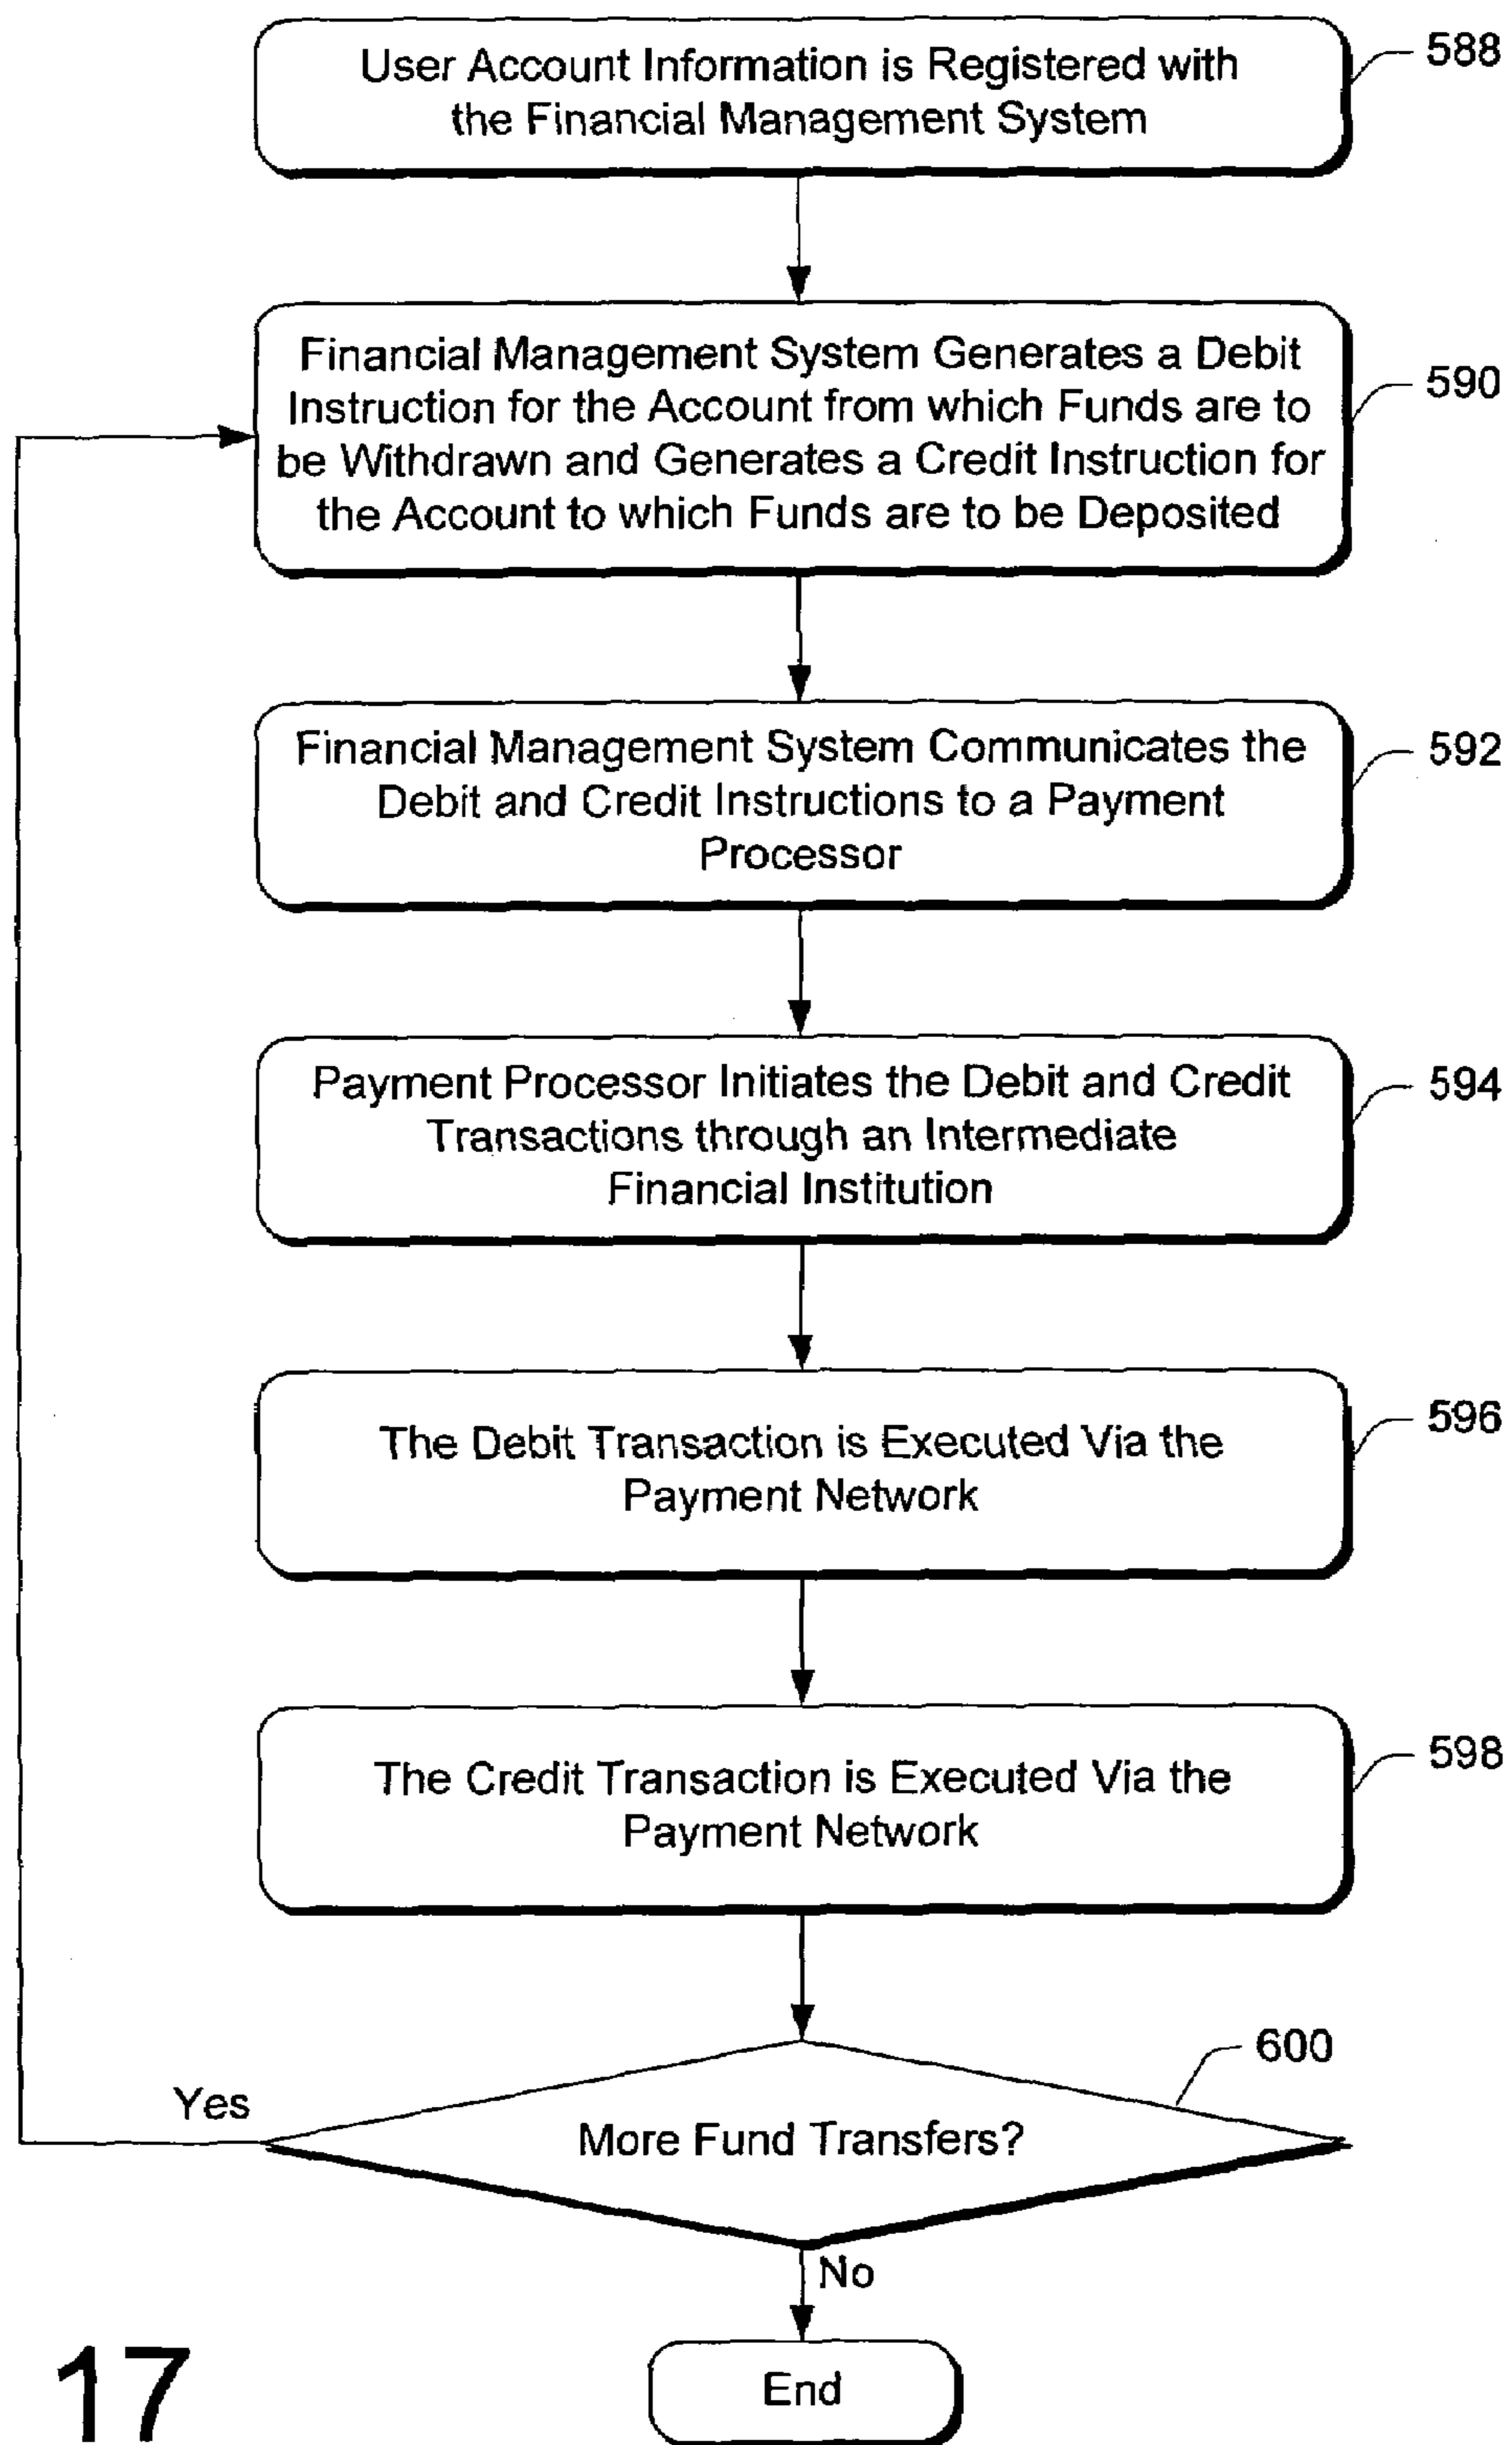 User Account Information is Registered with
the Financial Management System
588
Financial Management System Generates a Debit
Instruction for the Account from which Funds are to
be Withdrawn and Generates a Credit Instruction for
the Account to which Funds are to be Deposited
590
Financial Management System Communicates the
Debit and Credit Instructions to a Payment
Processor
592
Payment Processor Initiates the Debit and Credit
Transactions through an Intermediate
Financial Institution
594
The Debit Transaction is Executed Via the
Payment Network
596
The Credit Transaction is Executed Via the
Payment Network
598
600
Yes
More Fund Transfers?
No
End
17